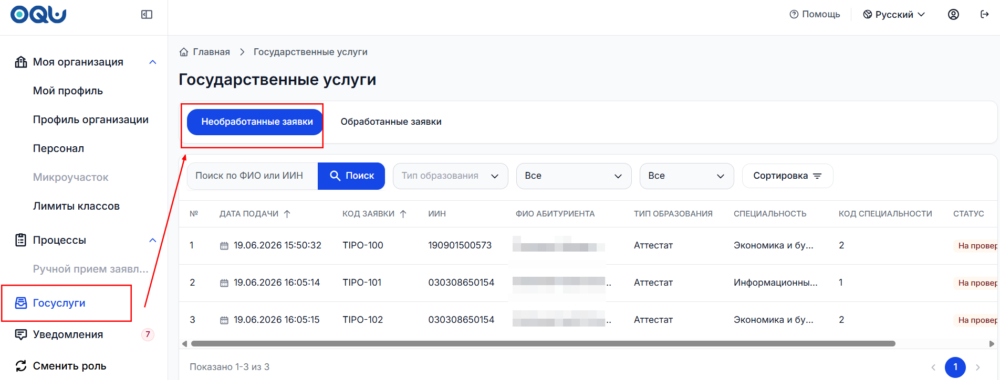 OQU
Помощь
Русский
Моя организация
Мой профиль
Профиль организации
Персонал
Микроучасток
Лимиты классов
Процессы
Ручной прием заявл...
Госуслуги
Уведомления 7
Сменить роль
Главная > Государственные услуги
Государственные услуги
Необработанные заявки Обработанные заявки
Поиск по ФИО или ИИН Поиск Тип образования Все Все Сортировка
№ ДАТА ПОДАЧИ КОД ЗАЯВКИ ИИН ФИО АБИТУРИЕНТА ТИП ОБРАЗОВАНИЯ СПЕЦИАЛЬНОСТЬ КОД СПЕЦИАЛЬНОСТИ СТАТУС
1 19.06.2026 15:50:32 TIPO-100 190901500573 Аттестат Экономика и бу... 2 На провер
2 19.06.2026 16:05:14 TIPO-101 030308650154 .. Аттестат Информационны... 1 На провер
3 19.06.2026 16:05:15 TIPO-102 030308650154 .. Аттестат Экономика и бу... 2 На провер
Показано 1-3 из 3
1